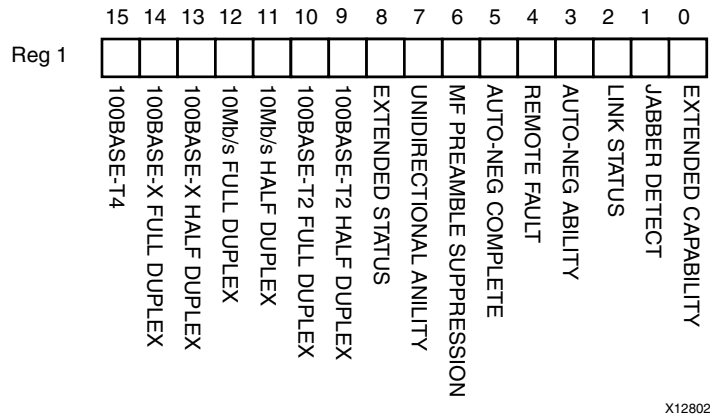 15 14 13 12 11 10 9 8 7 6 5 4 3 2 1 0
Reg 1
100BASE-T4
100BASE-X FULL DUPLEX
100BASE-X HALF DUPLEX
10Mb/s FULL DUPLEX
10Mb/s HALF DUPLEX
100BASE-T2 FULL DUPLEX
100BASE-T2 HALF DUPLEX
EXTENDED STATUS
UNIDIRECTIONAL ANILITY
MF PREAMBLE SUPPRESSION
AUTO-NEG COMPLETE
REMOTE FAULT
AUTO-NEG ABILITY
LINK STATUS
JABBER DETECT
EXTENDED CAPABILITY
X12802